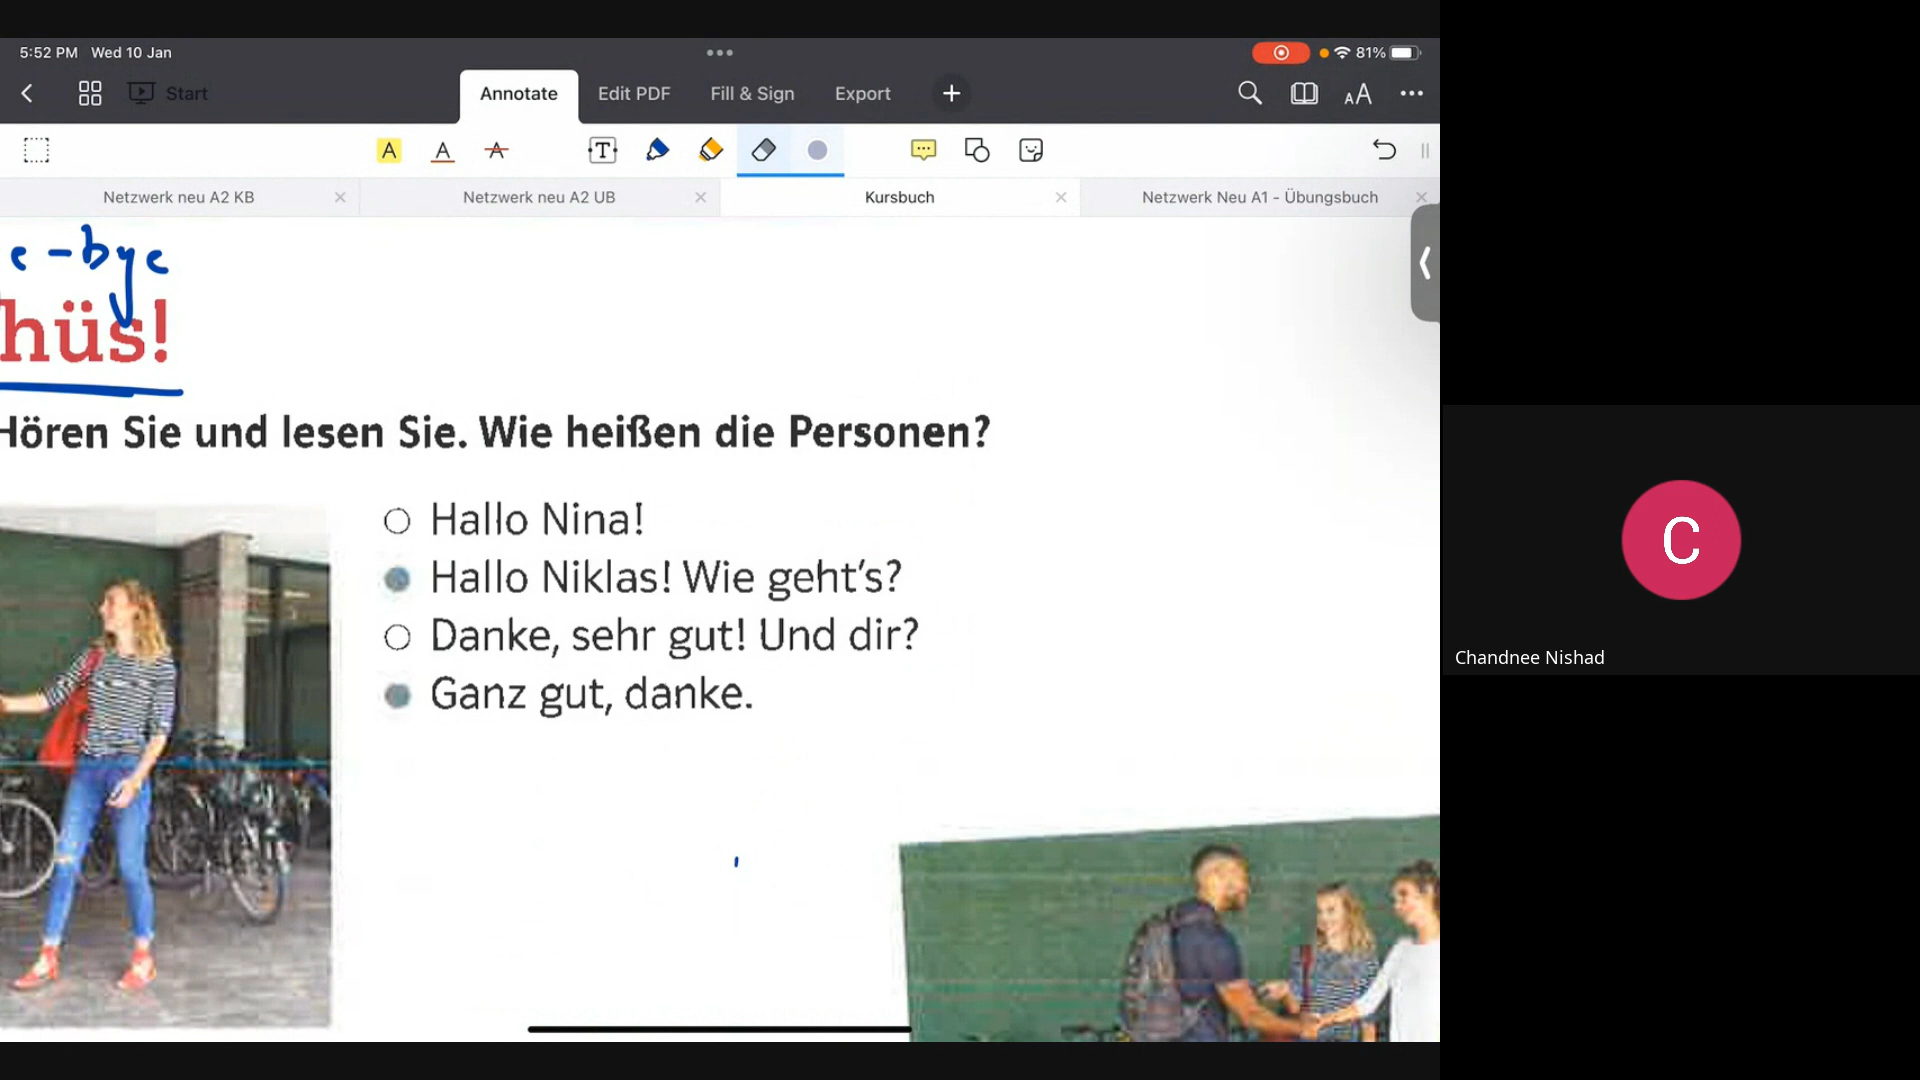 5:52 PM Wed 10 Jan
81%
Start
Annotate
Edit PDF
Fill & Sign
Export
AA
A A A T
Netzwerk neu A2 KB
Netzwerk neu A2 UB
Kursbuch
Netzwerk Neu A1 - Übungsbuch
e-bye
hüs!
Hören Sie und lesen Sie. Wie heißen die Personen?
Hallo Nina!
Hallo Niklas! Wie geht's?
Danke, sehr gut! Und dir?
Ganz gut, danke.
C
Chandnee Nishad